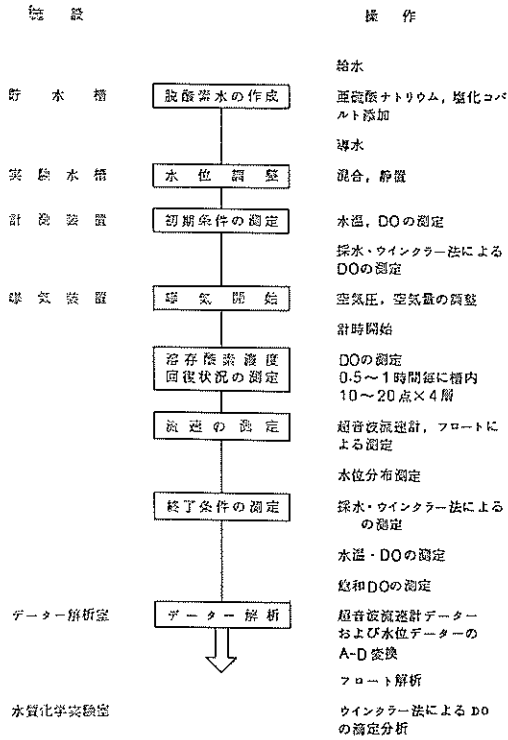 施 設 操 作
給水
貯 水 槽 脱酸素水の作成 亜硫酸ナトリウム，塩化コバ
ルト添加
導水
実 験 水 槽 水 位 調 整 混合，静置
計 測 装 置 初期条件の測定 水温，DOの測定
採水・ウインクラー法による
DOの測定
曝 気 装 置 曝 気 開 始 空気圧，空気量の調整
計時開始
溶存酸素濃度 DOの測定
回復状況の測定 0.5～1時間毎に槽内
10～20点×4層
流 速 の 測 定 超音波流速計，フロートに
よる測定
水位分布測定
終了条件の測定 採水・ウインクラー法による
の測定
水温・DOの測定
飽和DOの測定
データー解析室 データー解析 超音波流速計データー
および水位データーの
A-D変換
フロート解析
水質化学実験室 ウインクラー法によるDO
の滴定分析